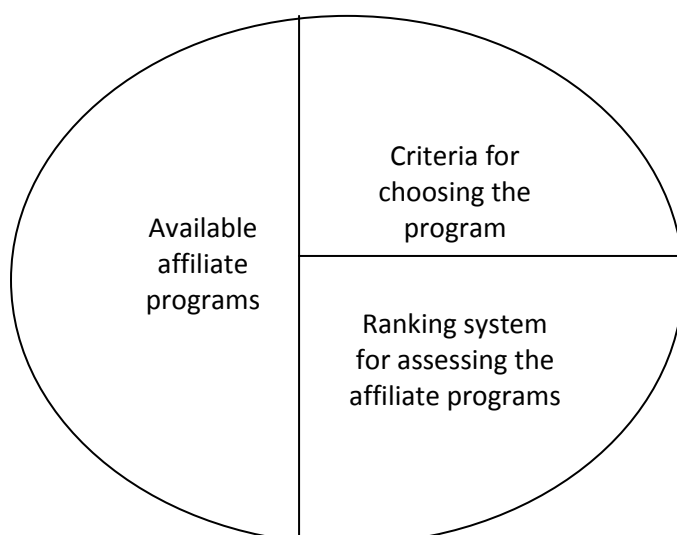 Available
affiliate
programs
Criteria for
choosing the
program
Ranking system
for assessing the
affiliate programs